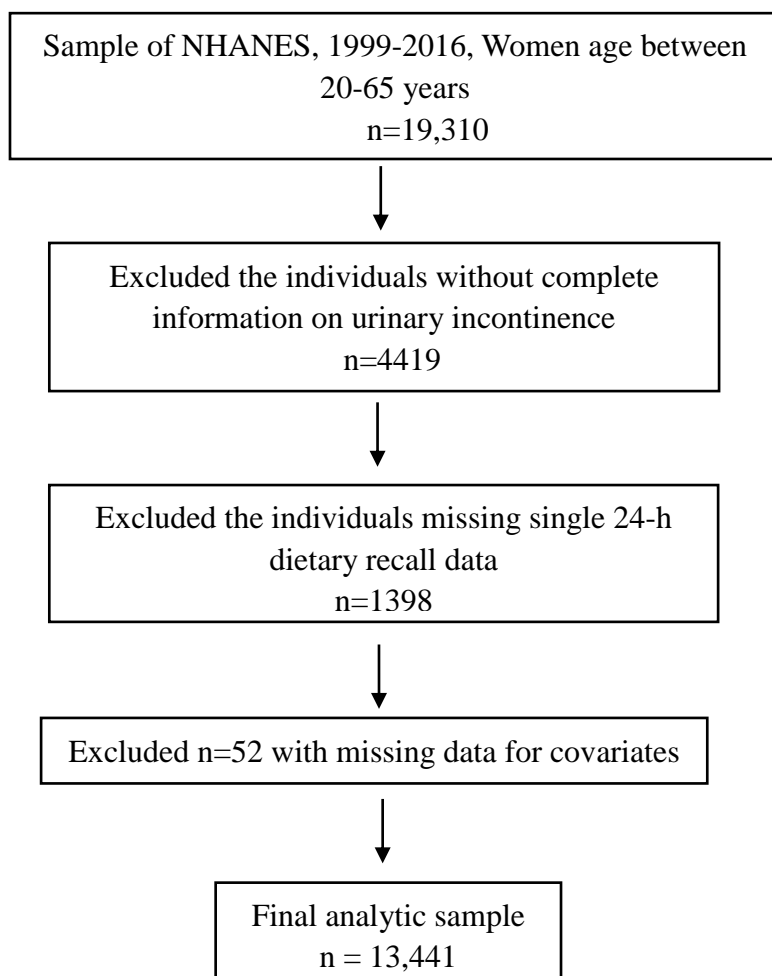 Sample of NHANES, 1999-2016, Women age between
20-65 years
n=19,310
Excluded the individuals without complete
information on urinary incontinence
n=4419
Excluded the individuals missing single 24-h
dietary recall data
n=1398
Excluded n=52 with missing data for covariates
Final analytic sample
n = 13,441